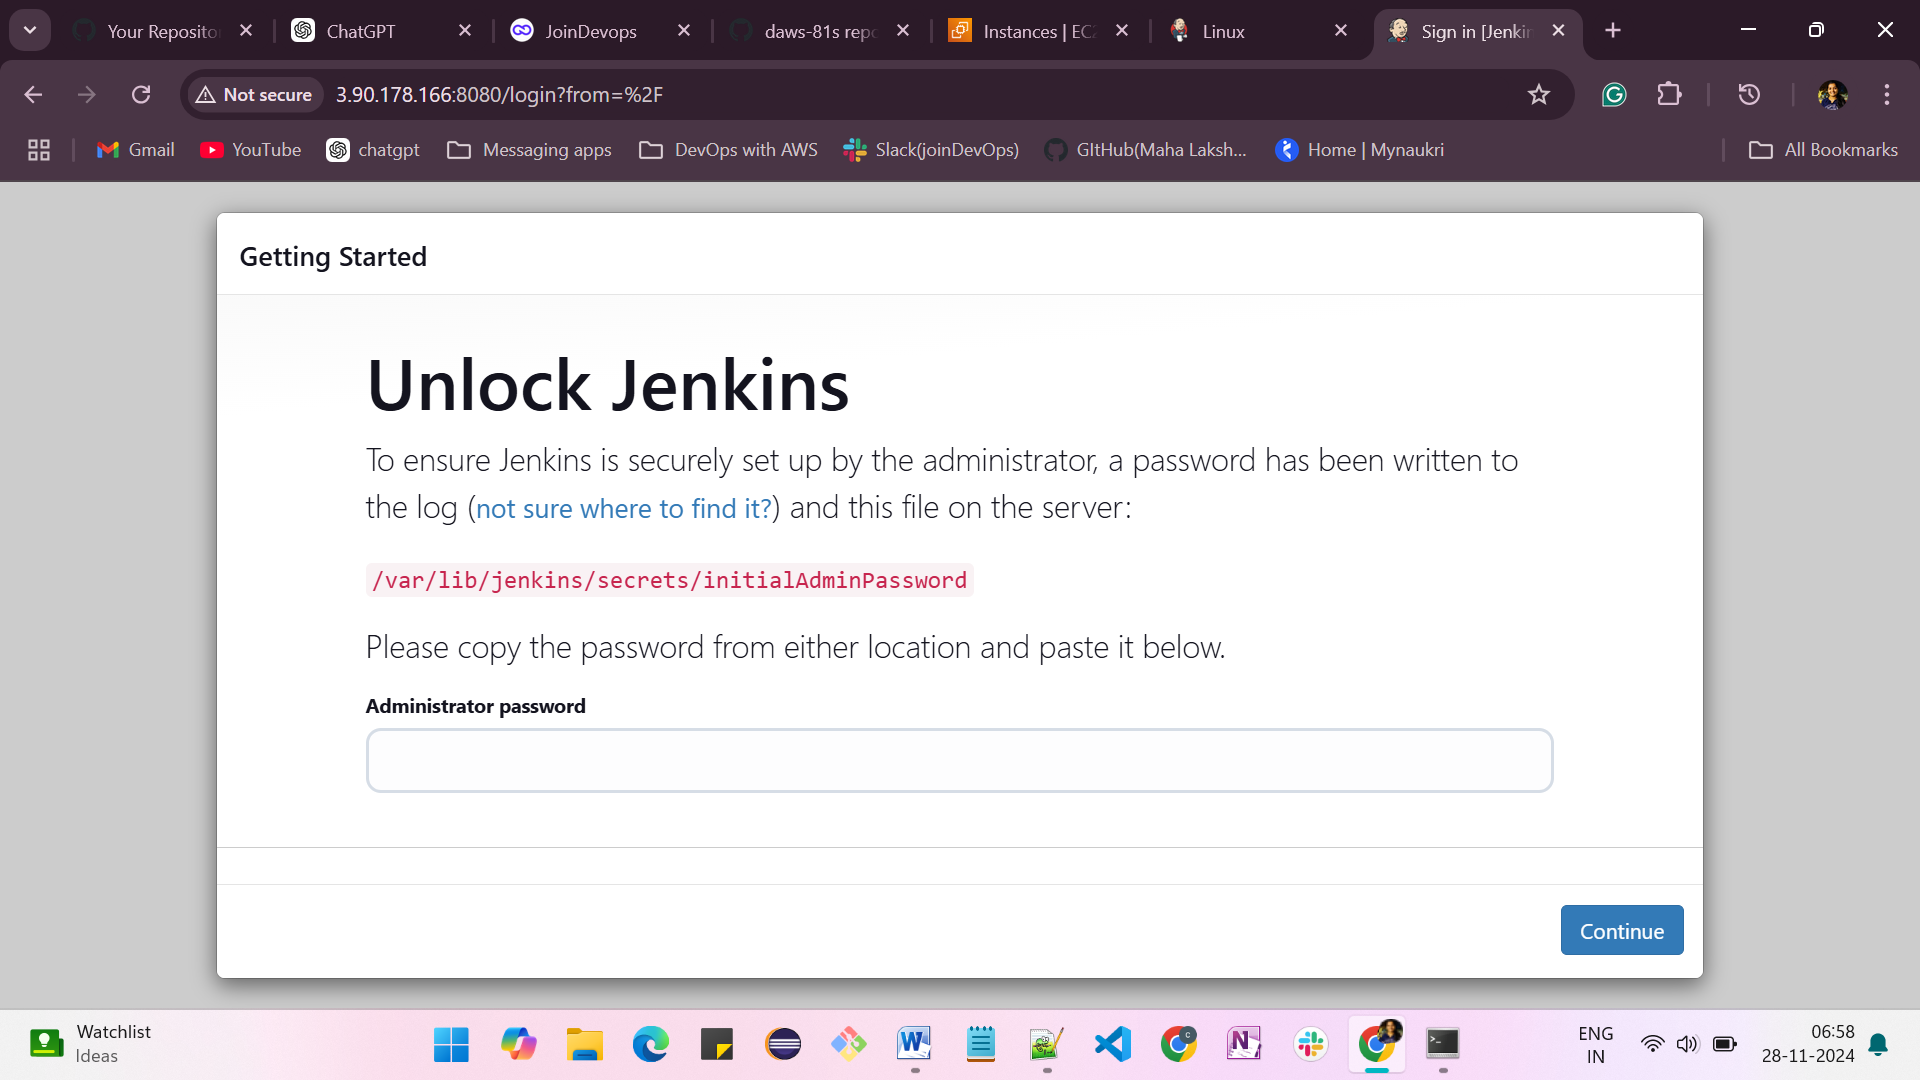 Your Reposito
ChatGPT
JoinDevops
daws-81s repo
Instances | EC2
Linux
Sign in [Jenkin
Not secure
3.90.178.166:8080/login?from=%2F
Gmail
YouTube
chatgpt
Messaging apps
DevOps with AWS
Slack(joinDevOps)
GItHub(Maha Laksh...
Home | Mynaukri
All Bookmarks
Getting Started
Unlock Jenkins
To ensure Jenkins is securely set up by the administrator, a password has been written to
the log (not sure where to find it?) and this file on the server:
/var/lib/jenkins/secrets/initialAdminPassword
Please copy the password from either location and paste it below.
Administrator password
Continue
Watchlist
Ideas
ENG
IN
06:58
28-11-2024